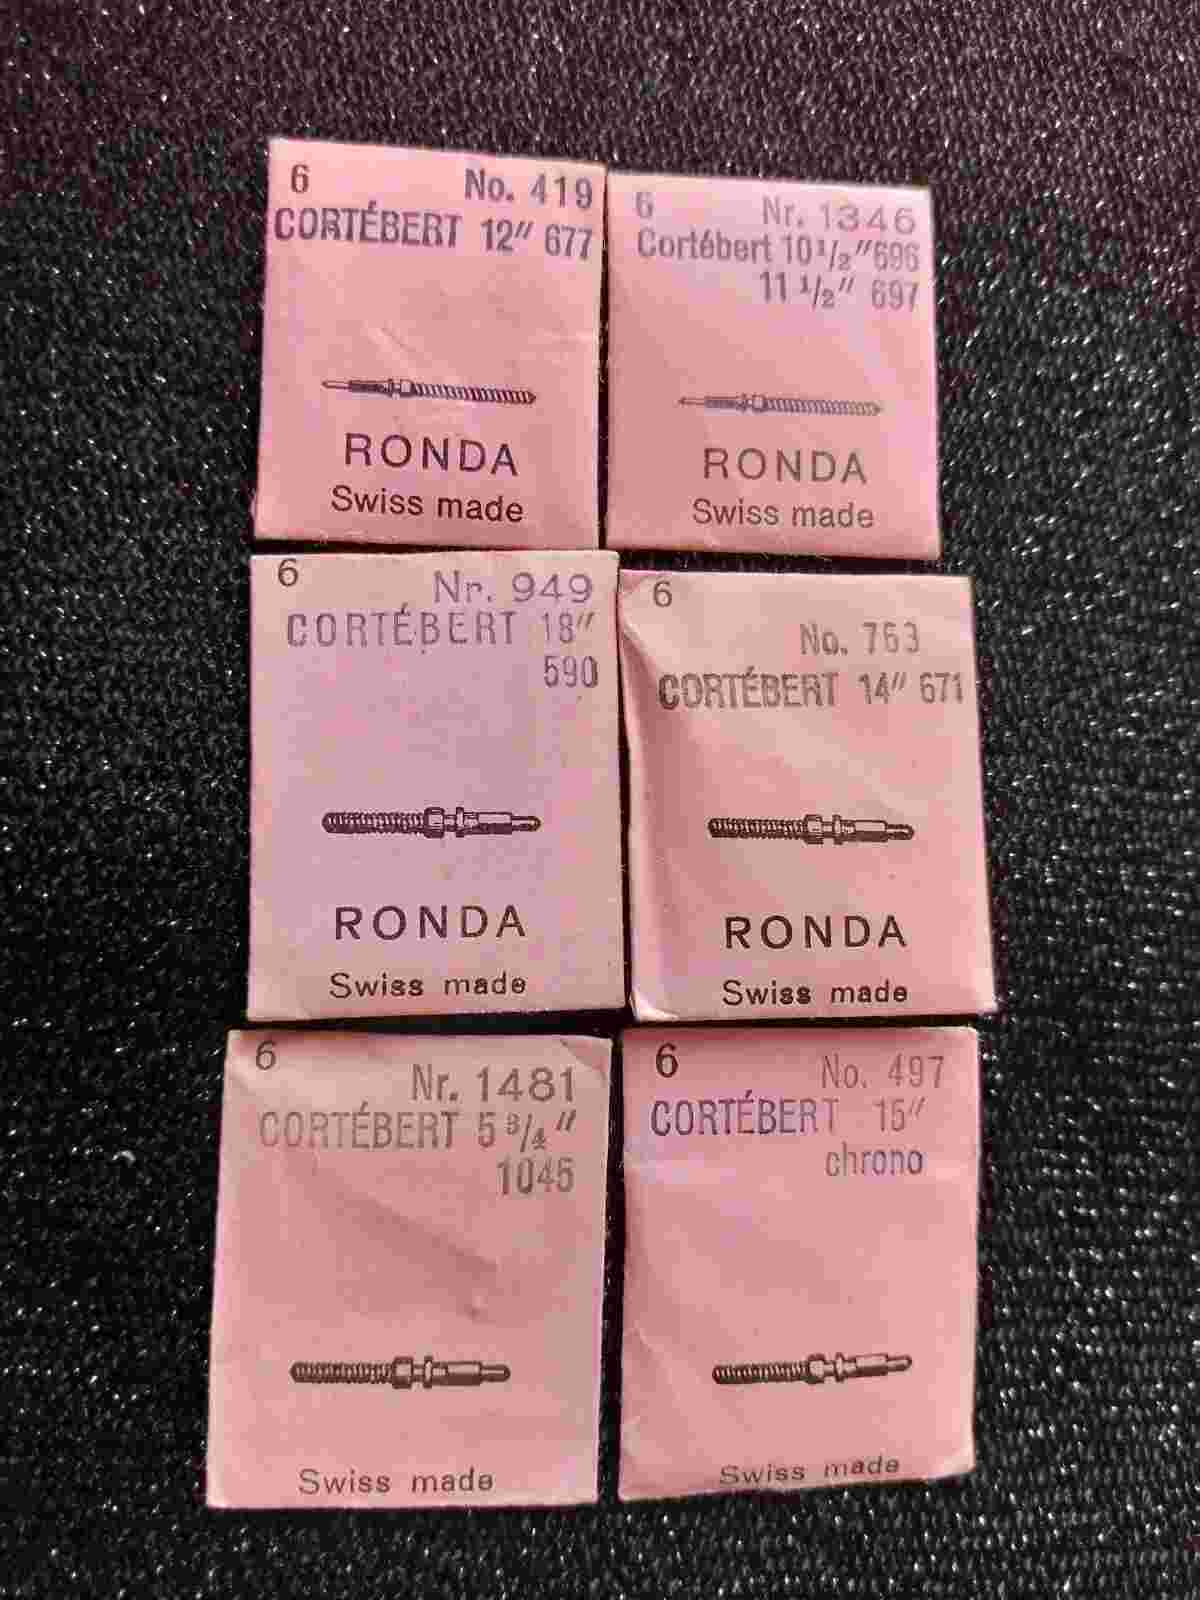 6 No. 419
CORTÉBERT 12″ 677
RONDA
Swiss made
6 Nr. 1346
Cortébert 10 1/2″ 696
11 1/2″ 697
RONDA
Swiss made
6 Nr. 949
CORTÉBERT 18″
590
RONDA
Swiss made
6
No. 763
CORTÉBERT 14″ 671
RONDA
Swiss made
6 Nr. 1481
CORTÉBERT 5 3/4″
1045
Swiss made
6 No. 497
CORTÉBERT 15″
chrono
Swiss made